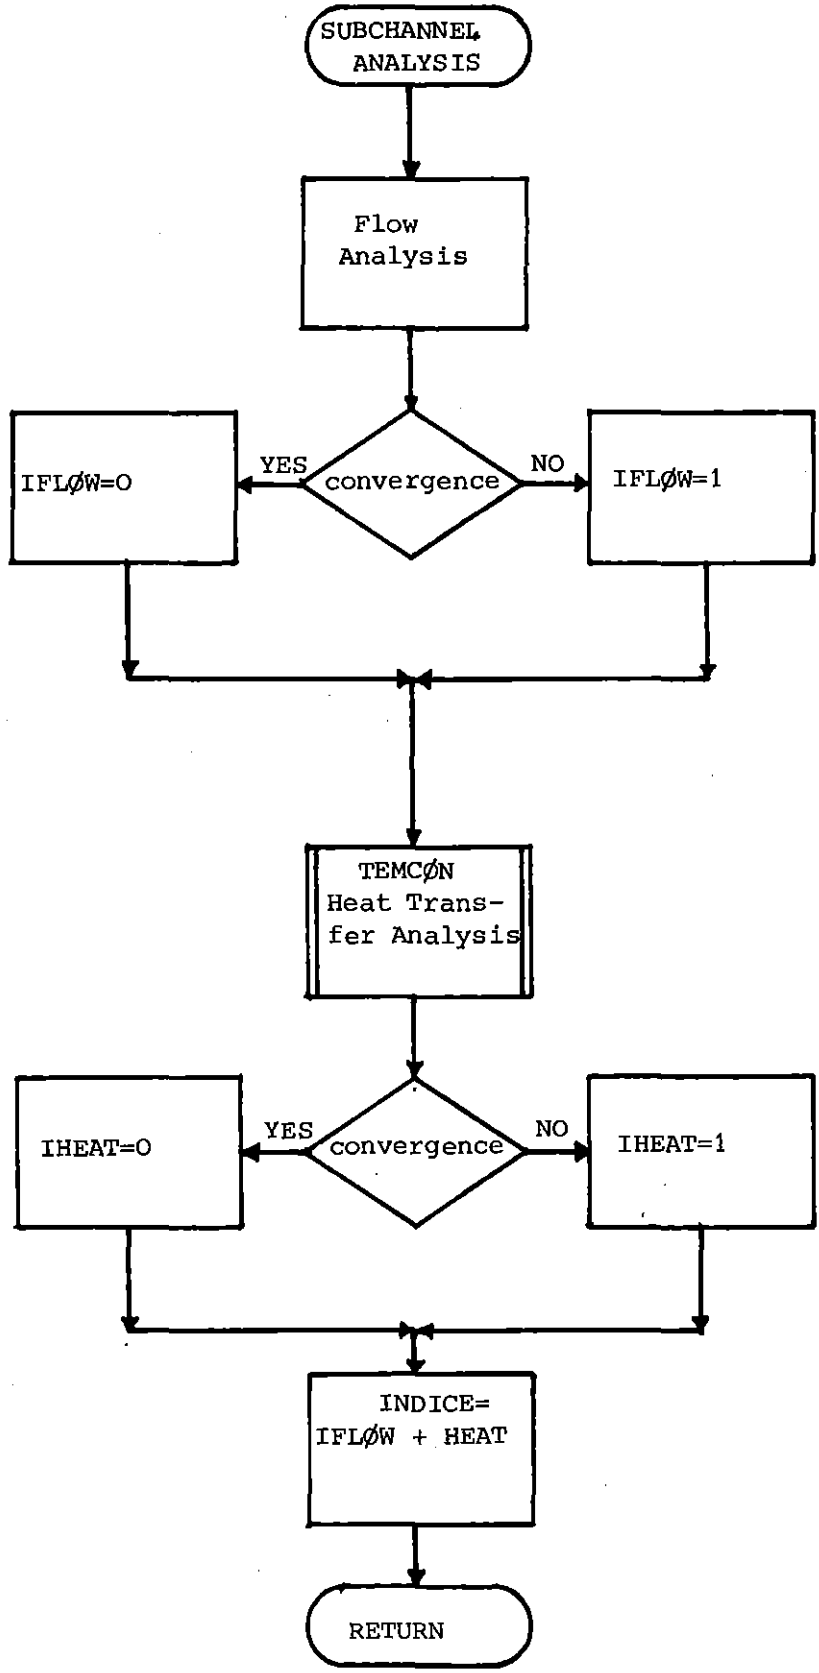 SUBCHANNEL
ANALYSIS
Flow
Analysis
YES
convergence
NO
IFLØW=O
IFLØW=1
TEMCØN
Heat Trans-
fer Analysis
YES
convergence
NO
IHEAT=O
IHEAT=1
INDICE=
IFLØW + HEAT
RETURN